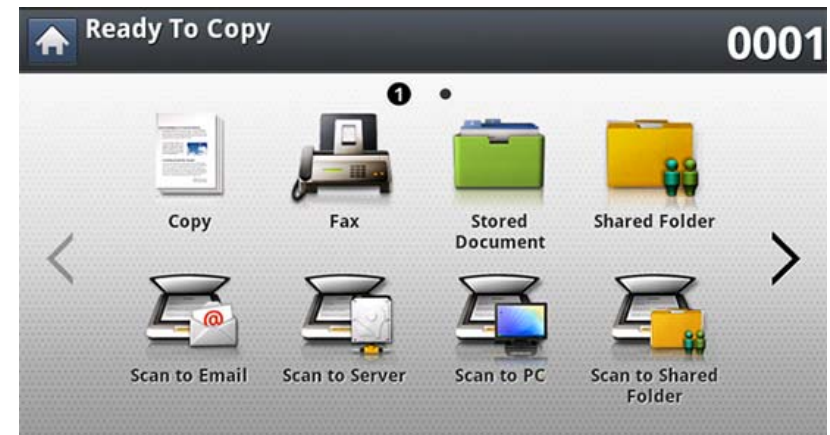 Ready To Copy
0001
1
Copy
Fax
Stored
Document
Shared Folder
@
Scan to Email
Scan to Server
Scan to PC
Scan to Shared
Folder